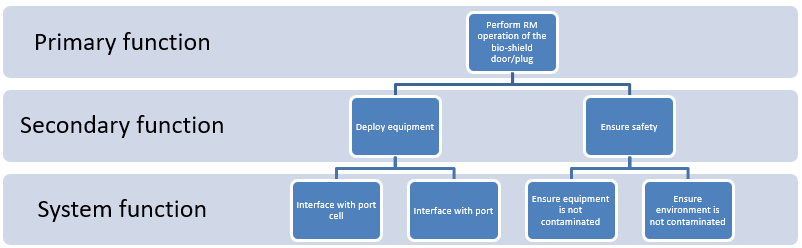 Primary function
Perform RM
operation of the
bio-shield
door/plug
Secondary function
Deploy equipment
Ensure safety
System function
Interface with port
cell
Interface with port
Ensure equipment
is not
contaminated
Ensure
environment is
not contaminated